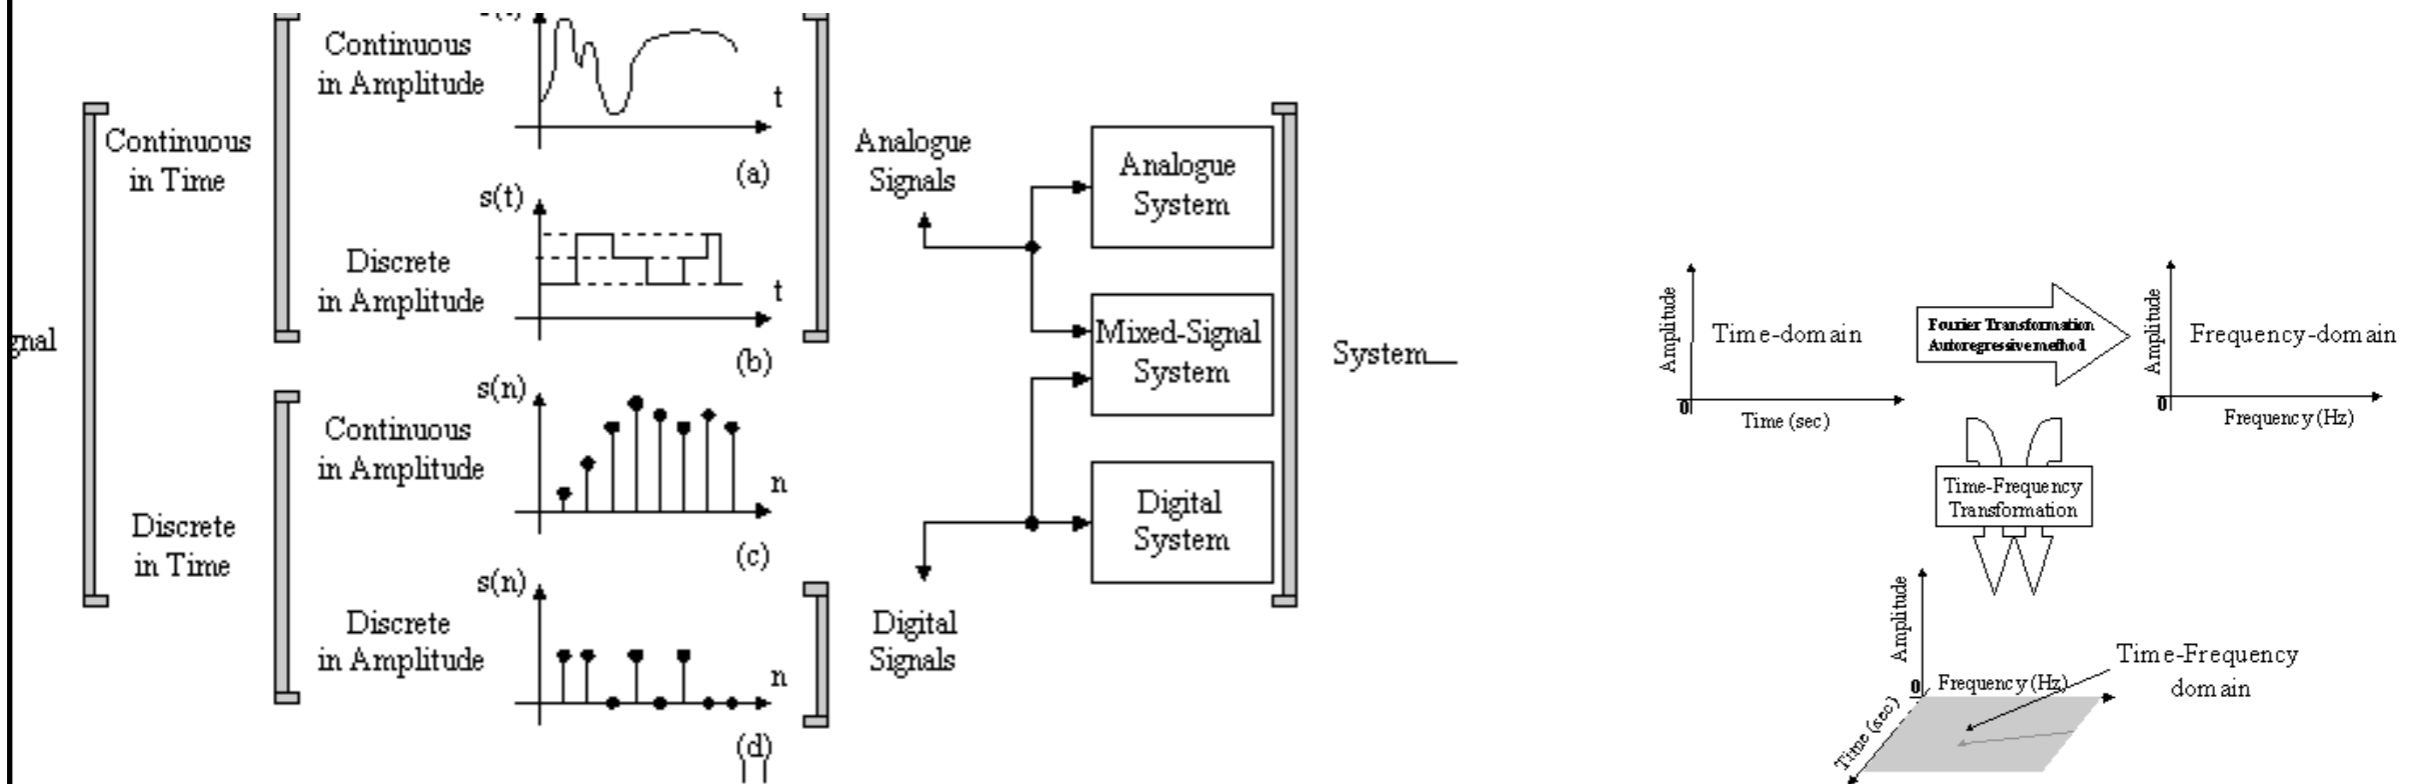 Continuous
in Amplitude
t
(a)
Continuous
in Time
s(t)
Discrete
in Amplitude
t
(b)
s(n)
Continuous
in Amplitude
n
(c)
Discrete
in Time
s(n)
Discrete
in Amplitude
n
(d)
Analogue
Signals
Digital
Signals
Analogue
System
Mixed-Signal
System
Digital
System
System
Amplitude
Time-domain
0
Time (sec)
Fourier Transformation
Autoregressive method
Amplitude
Frequency-domain
0
Frequency (Hz)
Time-Frequency
Transformation
Amplitude
0
Frequency (Hz)
Time (sec)
Time-Frequency
domain